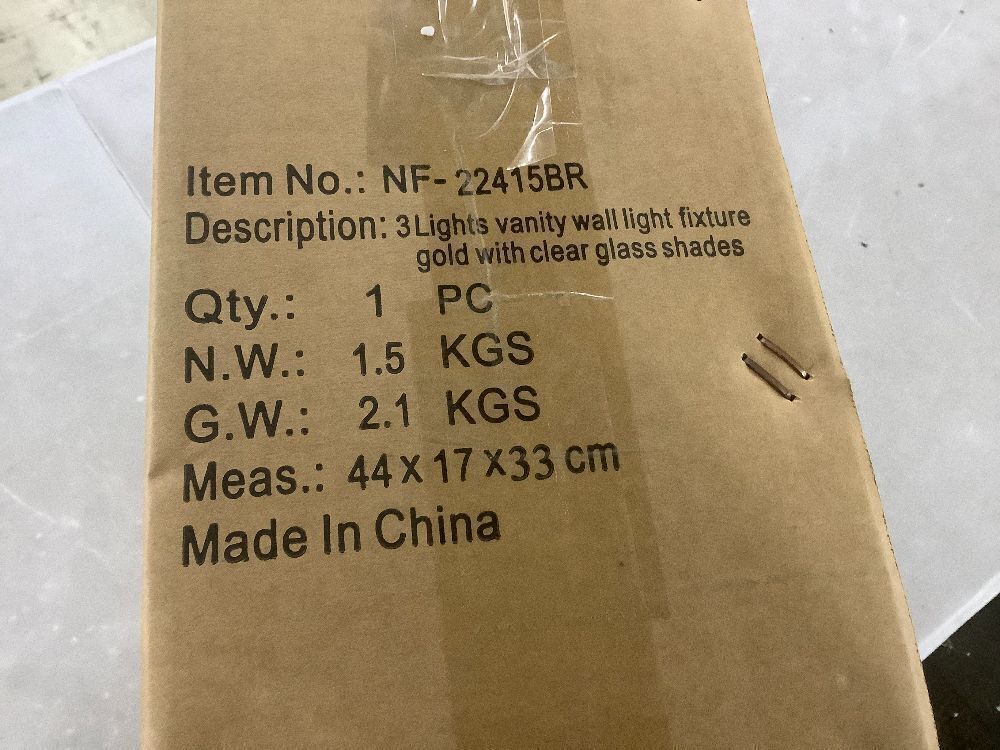 Item No.: NF-22415BR
Description: 3 Lights vanity wall light fixture
gold with clear glass shades
Qty.: 1 PC
N.W.: 1.5 KGS
G.W.: 2.1 KGS
Meas.: 44 x 17 x 33 cm
Made In China